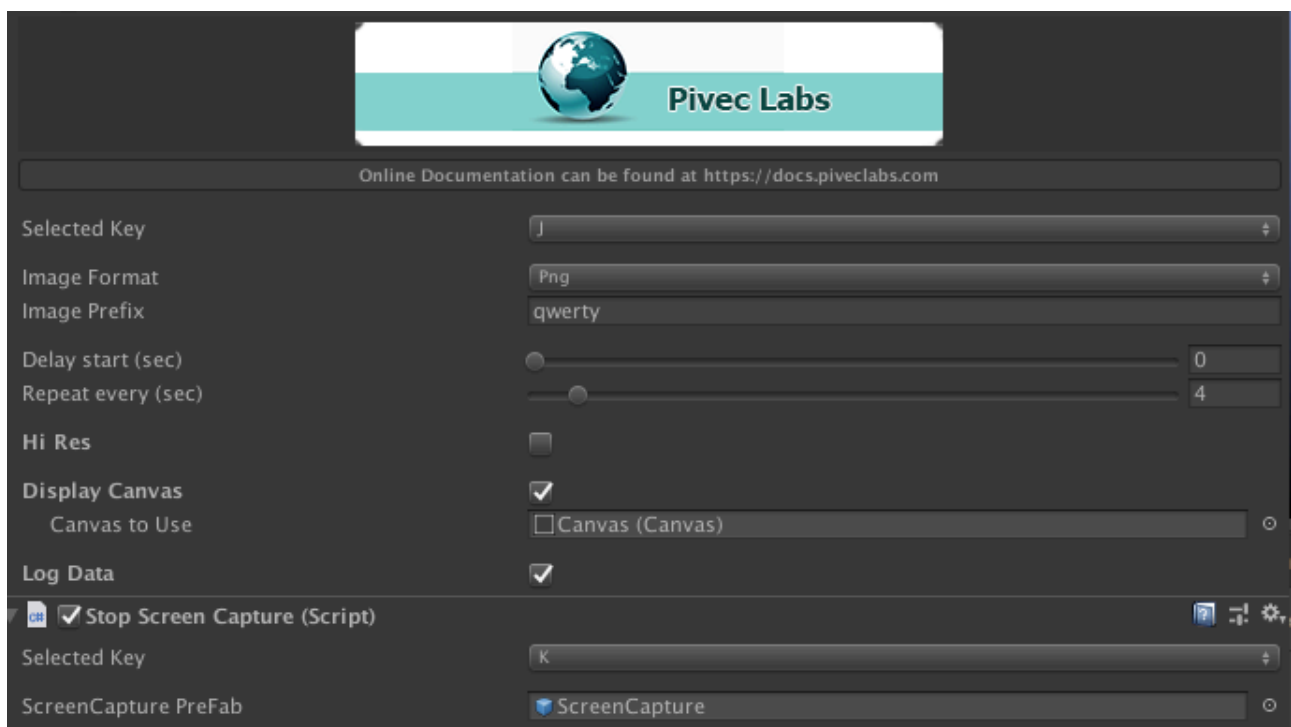 Pivec Labs
Online Documentation can be found at https://docs.piveclabs.com
Selected Key J
Image Format Png
Image Prefix qwerty
Delay start (sec) 0
Repeat every (sec) 4
Hi Res
Display Canvas
Canvas to Use Canvas (Canvas)
Log Data
c# Stop Screen Capture (Script)
Selected Key K
ScreenCapture PreFab ScreenCapture